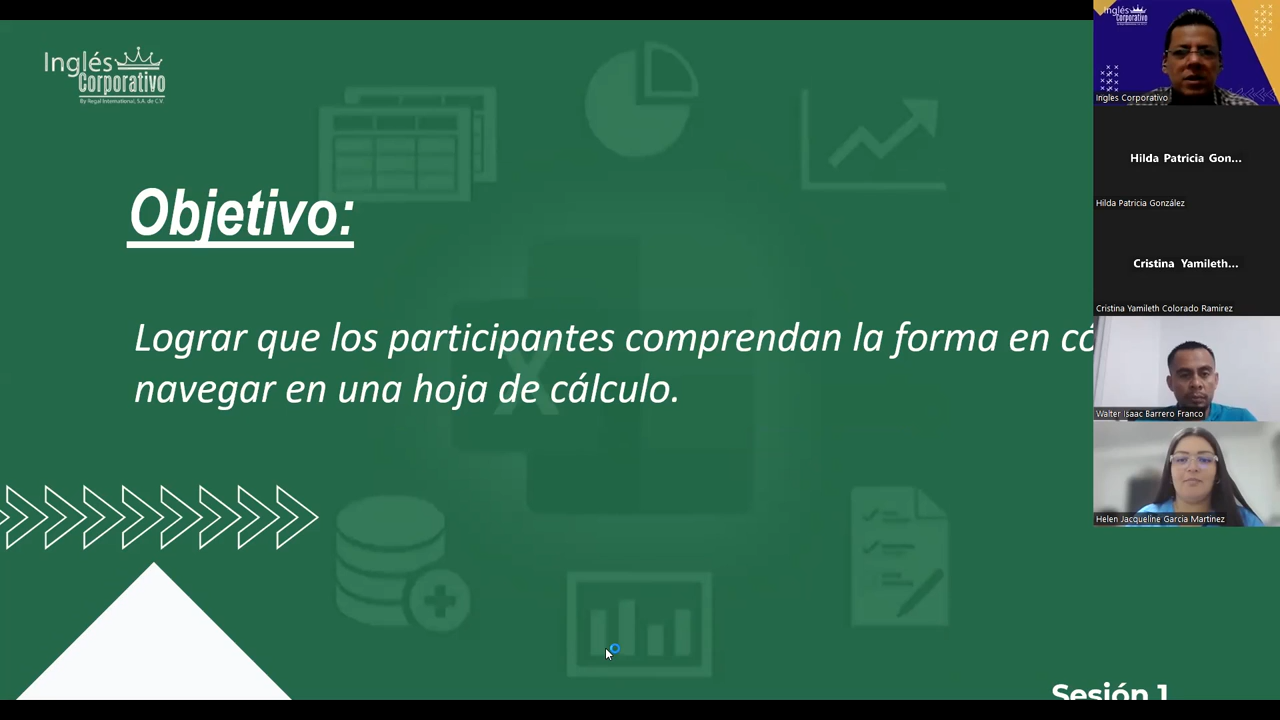 Inglés
Corporativo
By Regal International, S.A. de C.V.
Objetivo:
Lograr que los participantes comprendan la forma en có
navegar en una hoja de cálculo.
Sesión 1
Inglés
Corporativo
Ingles Corporativo
Hilda Patricia Gon...
Hilda Patricia González
Cristina Yamileth...
Cristina Yamileth Colorado Ramirez
Walter Isaac Barrero Franco
Helen Jacqueline Garcia Martinez